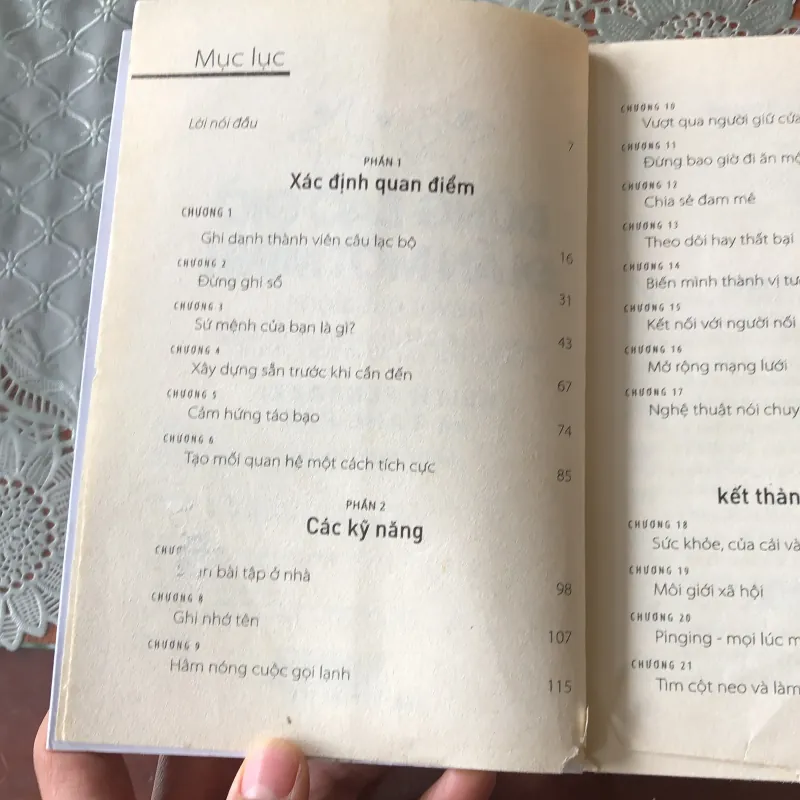 Mục lục
Lời nói đầu
7
PHẦN 1
Xác định quan điểm
CHƯƠNG 1
Ghi danh thành viên câu lạc bộ
16
CHƯƠNG 2
Đừng ghi sổ
31
CHƯƠNG 3
Sứ mệnh của bạn là gì?
43
CHƯƠNG 4
Xây dựng sẵn trước khi cần đến
67
CHƯƠNG 5
Cảm hứng táo bạo
74
CHƯƠNG 6
Tạo mối quan hệ một cách tích cực
85
PHẦN 2
Các kỹ năng
bài tập ở nhà
98
CHƯƠNG 8
Ghi nhớ tên
107
CHƯƠNG 9
Hâm nóng cuộc gọi lạnh
115
CHƯƠNG 10
Vượt qua người giữ cửa
CHƯƠNG 11
Đừng bao giờ đi ăn
CHƯƠNG 12
Chia sẻ đam mê
CHƯƠNG 13
Theo dõi hay thất bại
CHƯƠNG 14
Biến mình thành vị
CHƯƠNG 15
Kết nối với người nối
CHƯƠNG 16
Mở rộng mạng lưới
CHƯƠNG 17
Nghệ thuật nói
kết
CHƯƠNG 18
Sức khỏe, của cải và
CHƯƠNG 19
Môi giới xã hội
CHƯƠNG 20
Pinging - mọi lúc
CHƯƠNG 21
Tìm cột neo và làm